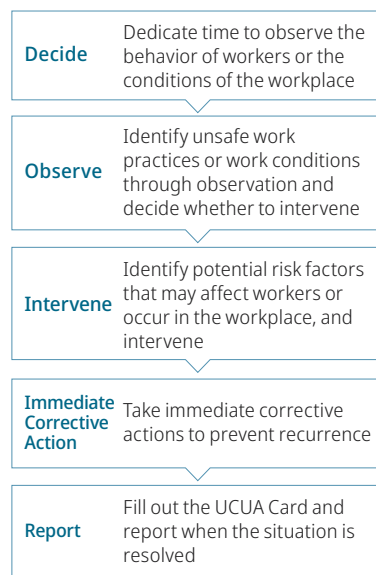 Decide
Dedicate time to observe the
behavior of workers or the
conditions of the workplace
Observe
Identify unsafe work
practices or work conditions
through observation and
decide whether to intervene
Intervene
Identify potential risk factors
that may affect workers or
occur in the workplace, and
intervene
Immediate
Corrective
Action
Take immediate corrective
actions to prevent recurrence
Report
Fill out the UCUA Card and
report when the situation is
resolved